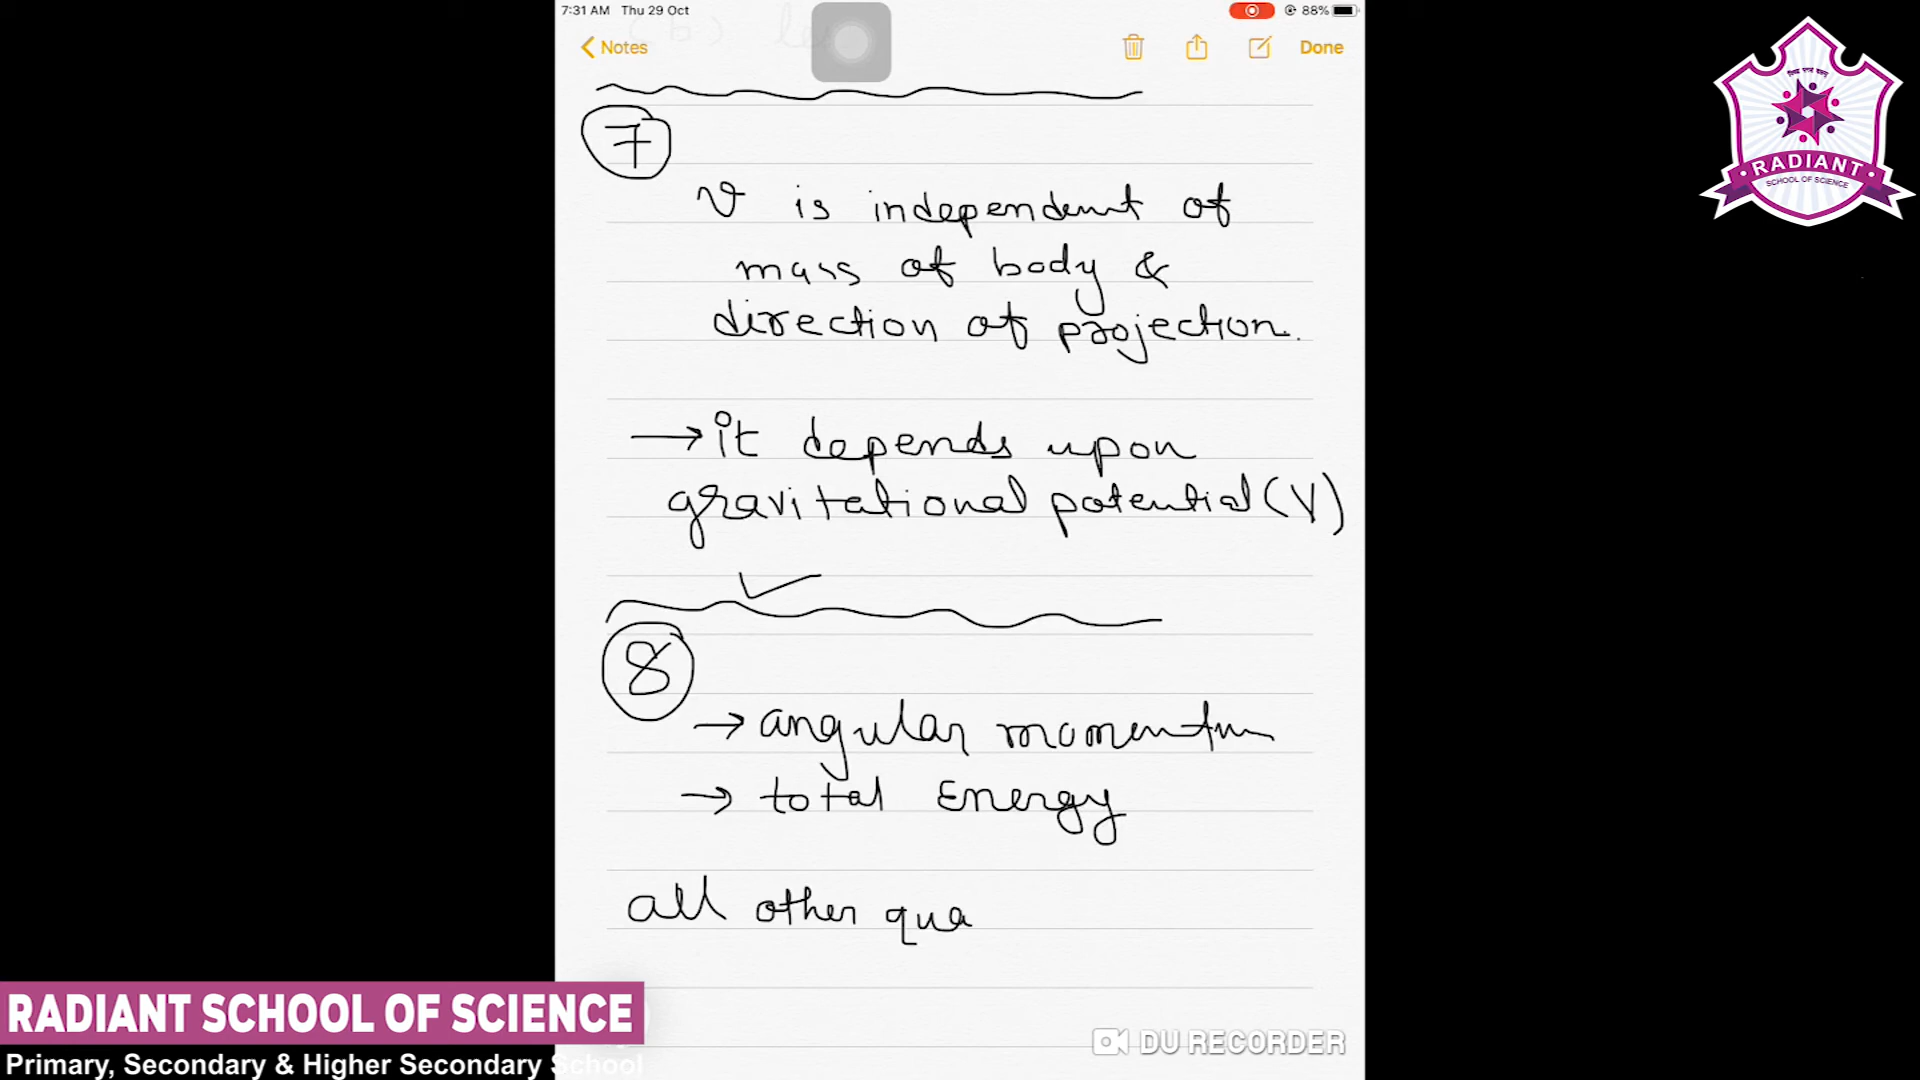 7:31 AM Thu 29 Oct
88%
Notes
Done
7
v is independent of
mass of body &
direction of projection.
→ it depends upon
gravitational potential (V)
8
→ angular momentum
→ total Energy
all other qua
RADIANT
SCHOOL OF SCIENCE
RADIANT SCHOOL OF SCIENCE
Primary, Secondary & Higher Secondary School
DU RECORDER